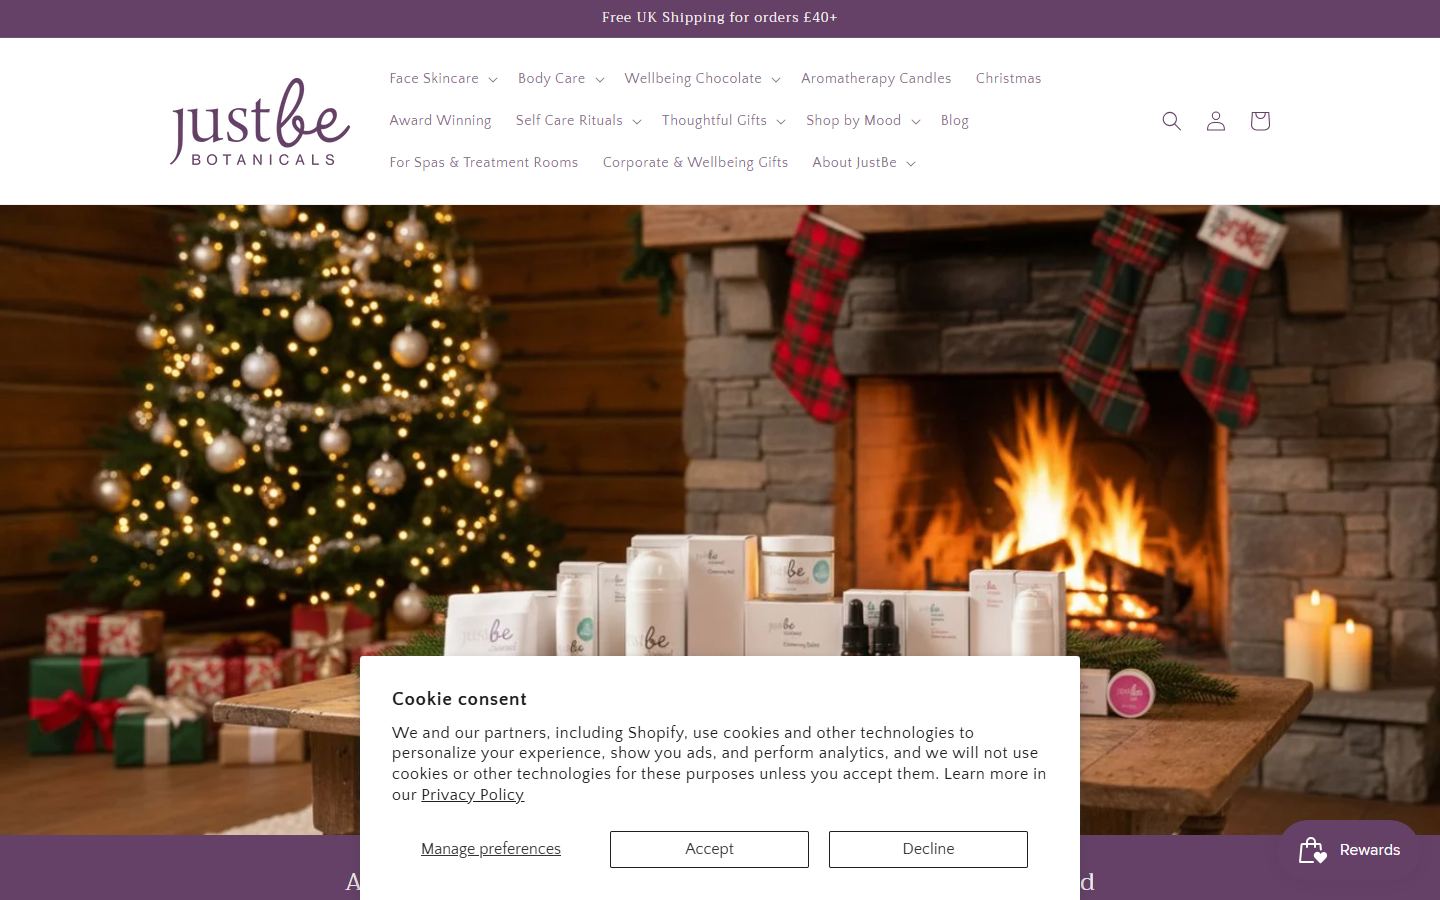 Free UK Shipping for orders £40+
justbe
BOTANICALS
Face Skincare
Body Care
Wellbeing Chocolate
Aromatherapy Candles
Christmas
Award Winning
Self Care Rituals
Thoughtful Gifts
Shop by Mood
Blog
For Spas & Treatment Rooms
Corporate & Wellbeing Gifts
About JustBe
justbe
be
be
Cookie consent
We and our partners, including Shopify, use cookies and other technologies to
personalize your experience, show you ads, and perform analytics, and we will not use
cookies or other technologies for these purposes unless you accept them. Learn more in
our Privacy Policy
Manage preferences
Accept
Decline
Rewards